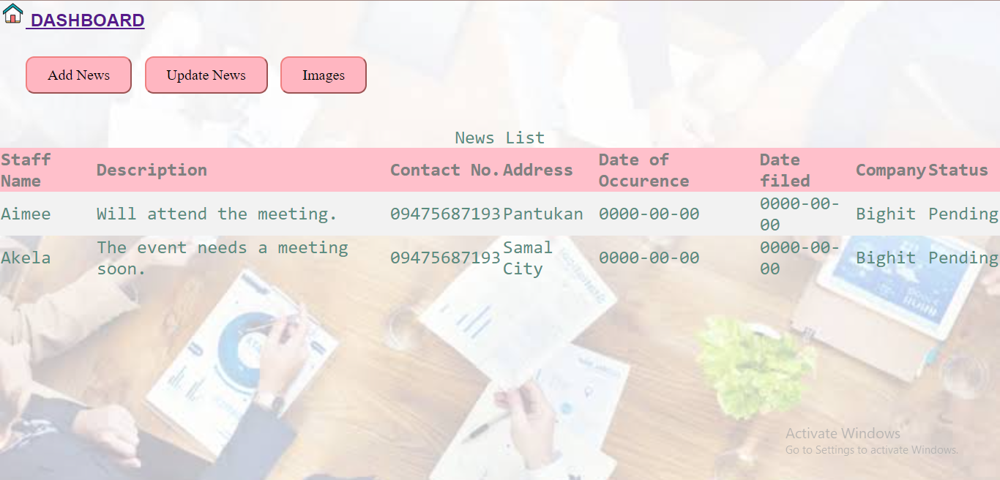 DASHBOARD
Add News Update News Images
News List
Staff Name Description Contact No. Address Date of Occurence Date filed Company Status
Aimee Will attend the meeting. 09475687193 Pantukan 0000-00-00 0000-00-00 Bighit Pending
Akela The event needs a meeting soon. 09475687193 Samal City 0000-00-00 0000-00-00 Bighit Pending
Activate Windows
Go to Settings to activate Windows.